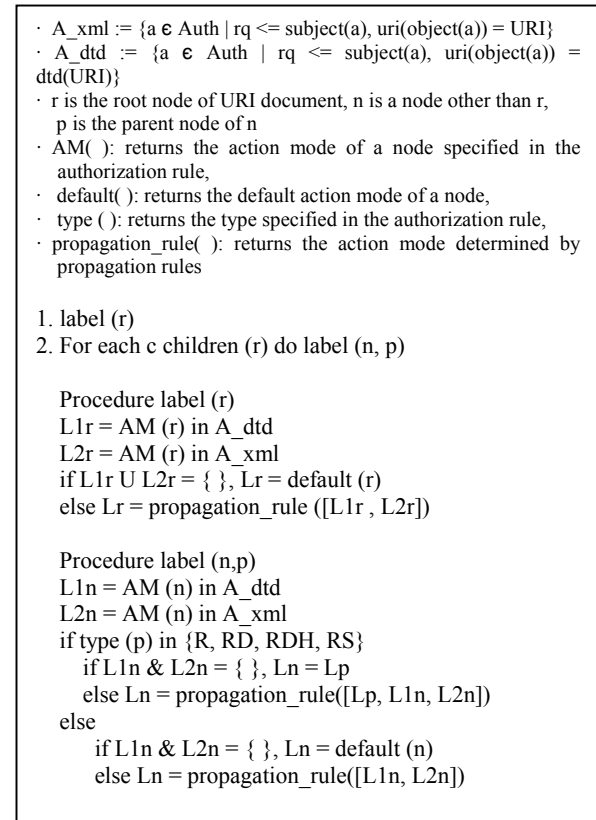 · A_xml := {a є Auth | rq <= subject(a), uri(object(a)) = URI}
· A_dtd := {a є Auth | rq <= subject(a), uri(object(a)) =
dtd(URI)}
· r is the root node of URI document, n is a node other than r,
p is the parent node of n
· AM( ): returns the action mode of a node specified in the
authorization rule,
· default( ): returns the default action mode of a node,
· type ( ): returns the type specified in the authorization rule,
· propagation_rule( ): returns the action mode determined by
propagation rules
1. label (r)
2. For each c children (r) do label (n, p)
Procedure label (r)
L1r = AM (r) in A_dtd
L2r = AM (r) in A_xml
if L1r U L2r = { }, Lr = default (r)
else Lr = propagation_rule ([L1r , L2r])
Procedure label (n,p)
L1n = AM (n) in A_dtd
L2n = AM (n) in A_xml
if type (p) in {R, RD, RDH, RS}
if L1n & L2n = { }, Ln = Lp
else Ln = propagation_rule([Lp, L1n, L2n])
else
if L1n & L2n = { }, Ln = default (n)
else Ln = propagation_rule([L1n, L2n])